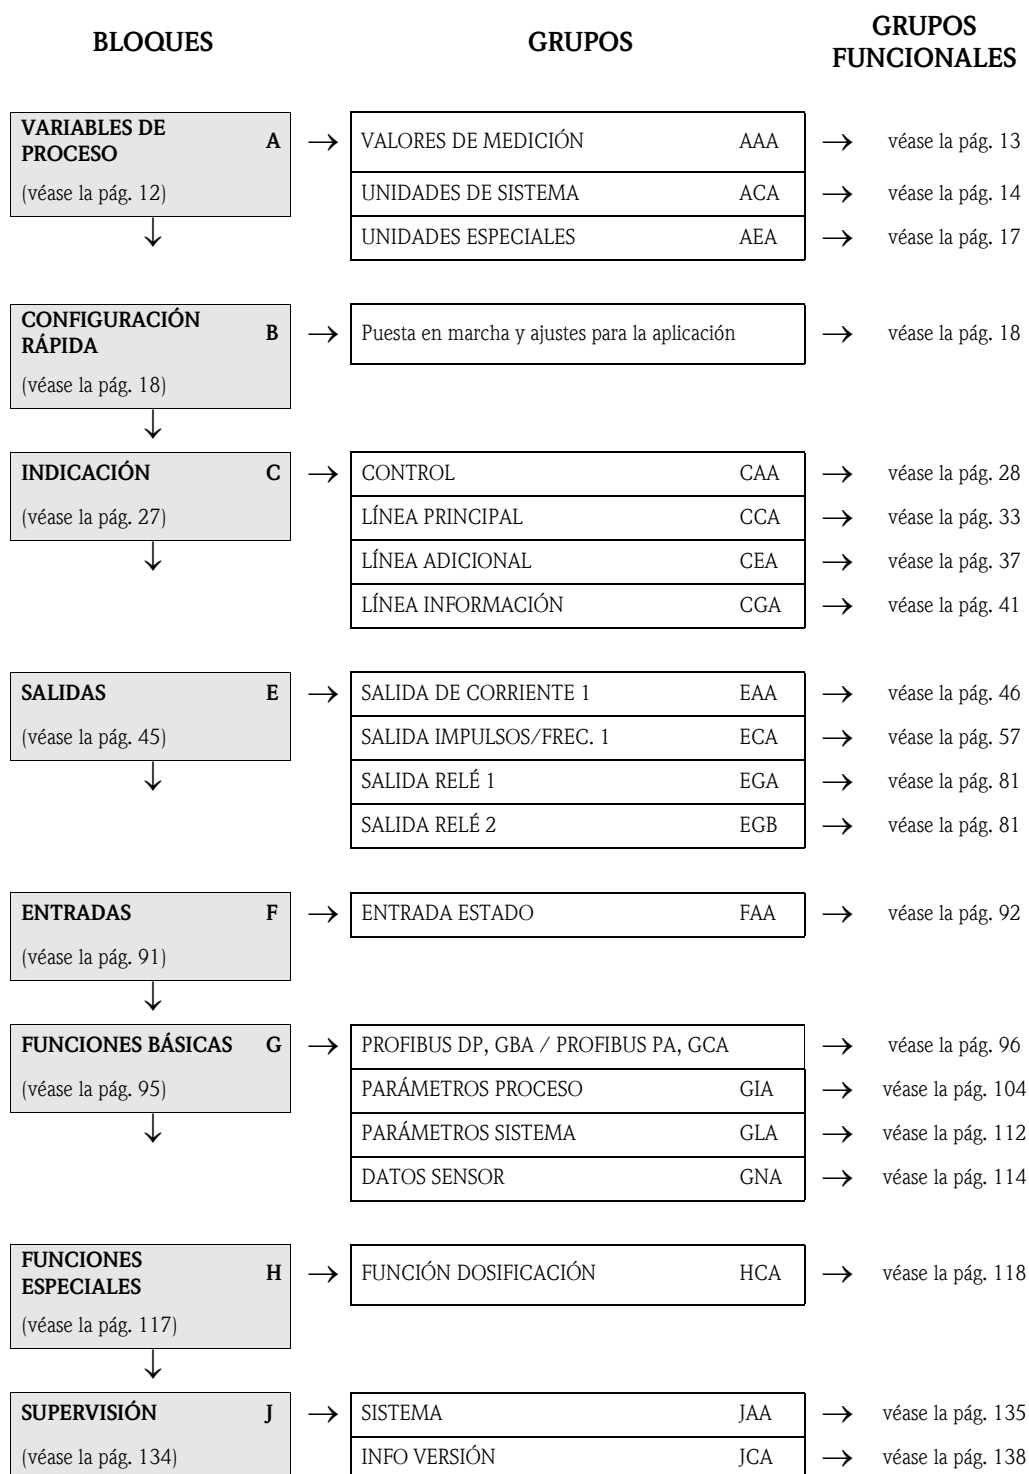 BLOQUES GRUPOS GRUPOS FUNCIONALES
VARIABLES DE PROCESO A → VALORES DE MEDICIÓN AAA → véase la pág. 13
(véase la pág. 12) UNIDADES DE SISTEMA ACA → véase la pág. 14
↓ UNIDADES ESPECIALES AEA → véase la pág. 17
CONFIGURACIÓN RÁPIDA B → Puesta en marcha y ajustes para la aplicación → véase la pág. 18
(véase la pág. 18)
↓
INDICACIÓN C → CONTROL CAA → véase la pág. 28
(véase la pág. 27) LÍNEA PRINCIPAL CCA → véase la pág. 33
↓ LÍNEA ADICIONAL CEA → véase la pág. 37
LÍNEA INFORMACIÓN CGA → véase la pág. 41
SALIDAS E → SALIDA DE CORRIENTE 1 EAA → véase la pág. 46
(véase la pág. 45) SALIDA IMPULSOS/FREC. 1 ECA → véase la pág. 57
↓ SALIDA RELÉ 1 EGA → véase la pág. 81
SALIDA RELÉ 2 EGB → véase la pág. 81
ENTRADAS F → ENTRADA ESTADO FAA → véase la pág. 92
(véase la pág. 91)
↓
FUNCIONES BÁSICAS G → PROFIBUS DP, GBA / PROFIBUS PA, GCA → véase la pág. 96
(véase la pág. 95) PARÁMETROS PROCESO GIA → véase la pág. 104
↓ PARÁMETROS SISTEMA GLA → véase la pág. 112
DATOS SENSOR GNA → véase la pág. 114
FUNCIONES ESPECIALES H → FUNCIÓN DOSIFICACIÓN HCA → véase la pág. 118
(véase la pág. 117)
↓
SUPERVISIÓN J → SISTEMA JAA → véase la pág. 135
(véase la pág. 134) INFO VERSIÓN JCA → véase la pág. 138